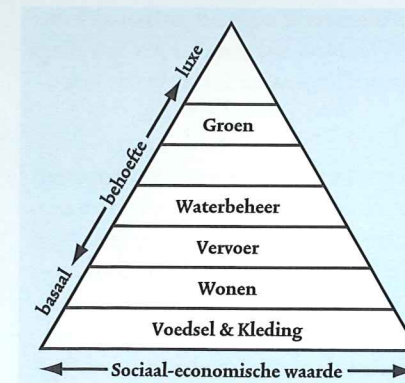 luxe
behoefte
basaal
Groen
Waterbeheer
Vervoer
Wonen
Voedsel & Kleding
Sociaal-economische waarde